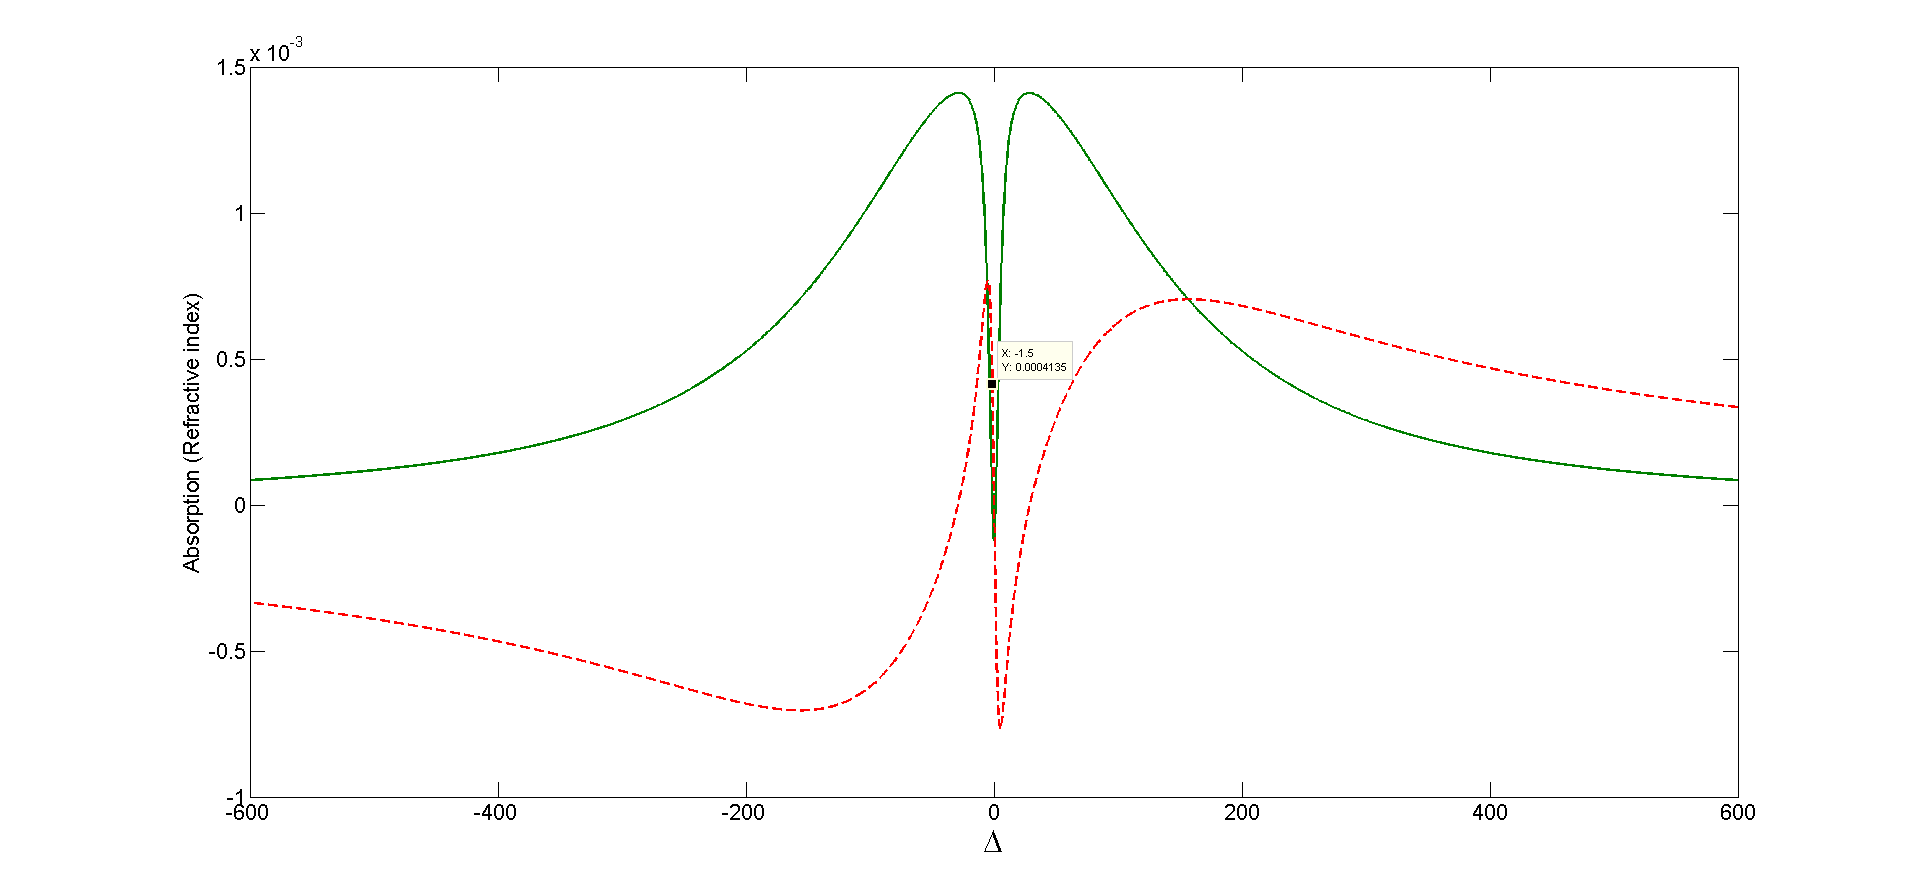 x 10⁻³
1.5
1
0.5
0
-0.5
-1
Absorption (Refractive index)
X: -1.5
Y: 0.0004135
-600 -400 -200 0 200 400 600
Δ